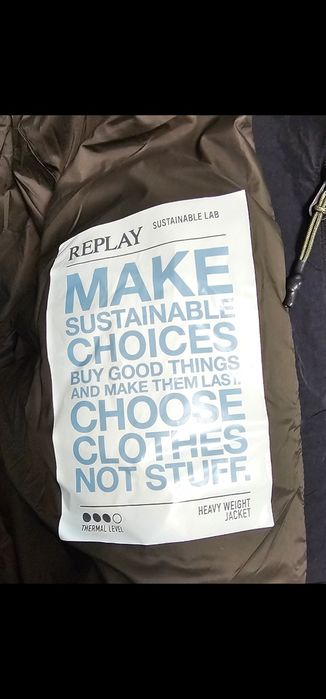 REPLAY SUSTAINABLE LAB
MAKE
SUSTAINABLE
CHOICES
BUY GOOD THINGS
AND MAKE THEM LAST.
CHOOSE
CLOTHES
NOT STUFF.
THERMAL LEVEL
HEAVY WEIGHT
JACKET